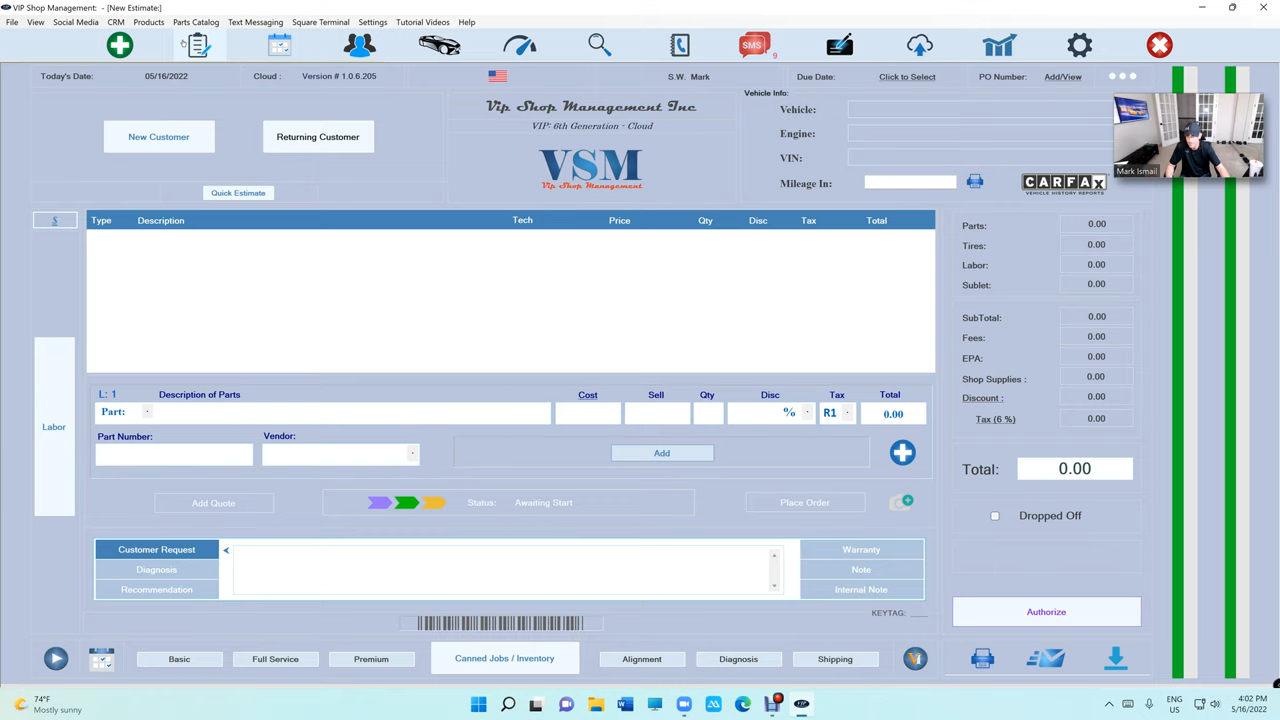 VIP Shop Management: - [New Estimate:]
File View Social Media CRM Products Parts Catalog Text Messaging Square Terminal Settings Tutorial Videos Help
SMS 9
Today's Date: 05/16/2022 Cloud : Version # 1.0.6.205 S.W. Mark Due Date: Click to Select PO Number: Add/View
Vehicle Info:
Vip Shop Management Inc
VIP: 6th Generation - Cloud
VSM
Vip Shop Management
New Customer Returning Customer
Quick Estimate
Vehicle:
Engine:
VIN:
Mileage In:
CARFAX
VEHICLE HISTORY REPORTS
Mark Ismail
$ Type Description Tech Price Qty Disc Tax Total
Labor
Parts: 0.00
Tires: 0.00
Labor: 0.00
Sublet: 0.00
SubTotal: 0.00
Fees: 0.00
EPA: 0.00
Shop Supplies : 0.00
Discount : 0.00
Tax (6 %) 0.00
Total: 0.00
Dropped Off
Authorize
L: 1 Description of Parts Cost Sell Qty Disc Tax Total
Part: % R1 0.00
Part Number: Vendor:
Add
Add Quote Status: Awaiting Start Place Order
Customer Request
Diagnosis
Recommendation
Warranty
Note
Internal Note
KEYTAG: ___
Basic Full Service Premium Canned Jobs / Inventory Alignment Diagnosis Shipping
74°F
Mostly sunny
VIP
ENG
US
4:02 PM
5/16/2022